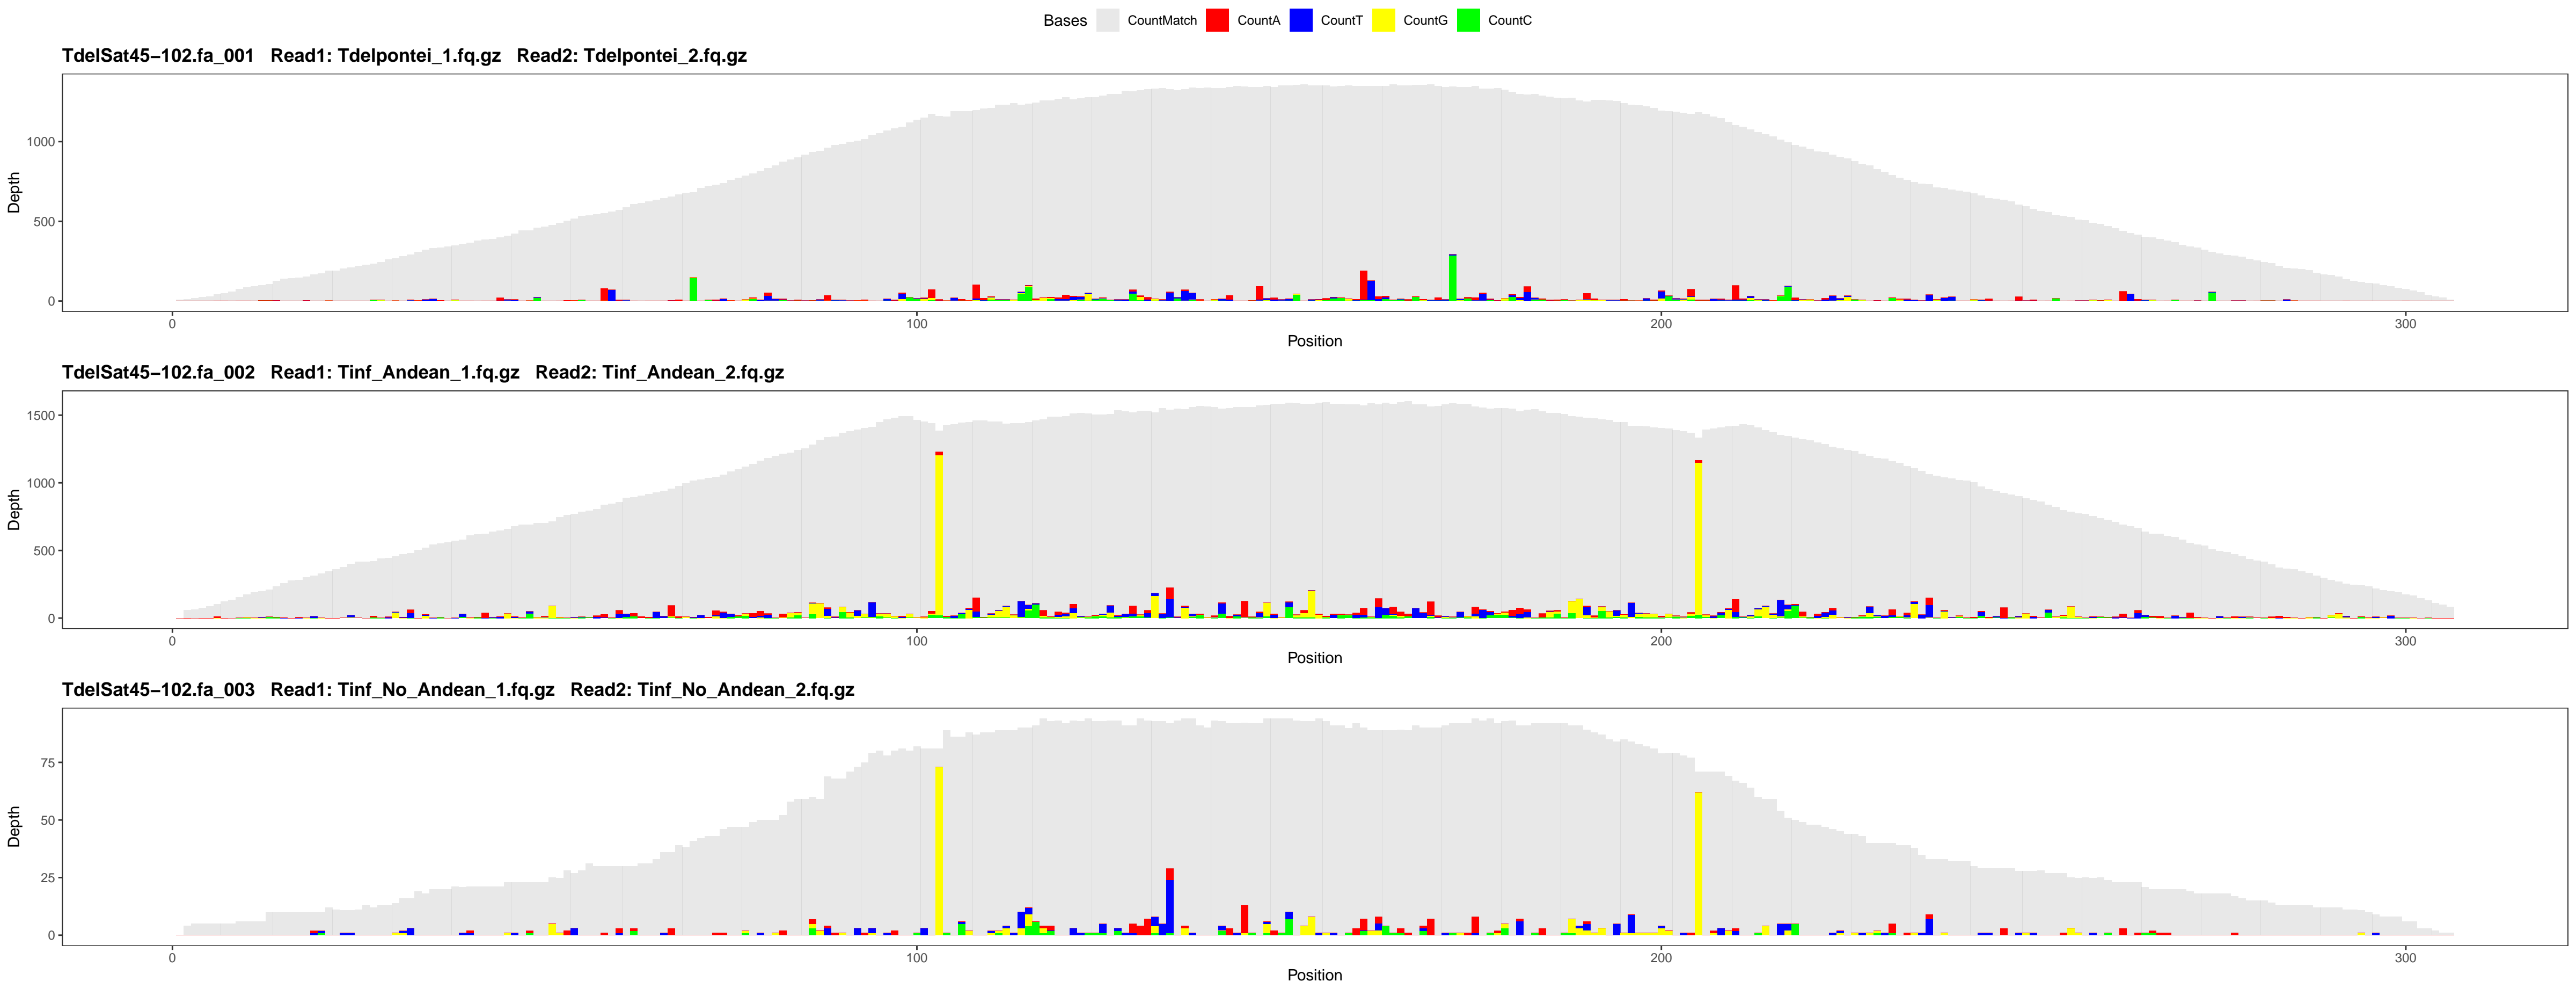 Bases CountMatch CountA CountT CountG CountC
TdelSat45−102.fa_001 Read1: Tdelpontei_1.fq.gz Read2: Tdelpontei_2.fq.gz
1000
500
0
Depth
0 100 200 300
Position
TdelSat45−102.fa_002 Read1: Tinf_Andean_1.fq.gz Read2: Tinf_Andean_2.fq.gz
1500
1000
500
0
Depth
0 100 200 300
Position
TdelSat45−102.fa_003 Read1: Tinf_No_Andean_1.fq.gz Read2: Tinf_No_Andean_2.fq.gz
75
50
25
0
Depth
0 100 200 300
Position